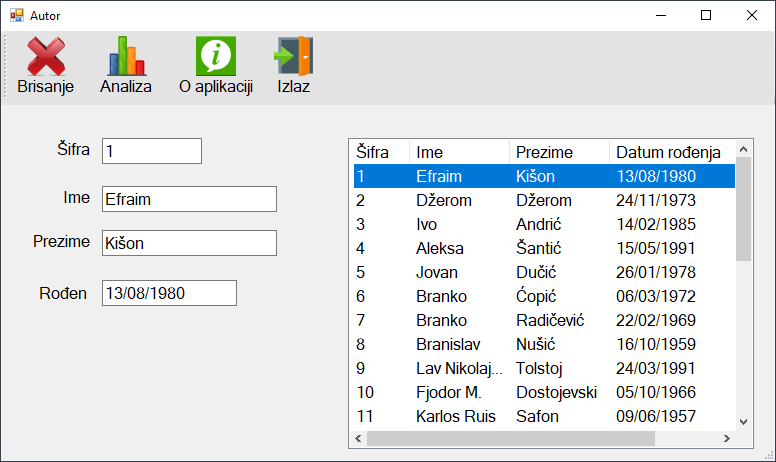 Autor
Brisanje Analiza O aplikaciji Izlaz
Šifra 1
Ime Efraim
Prezime Kišon
Rođen 13/08/1980
Šifra Ime Prezime Datum rođenja
1 Efraim Kišon 13/08/1980
2 Džerom Džerom 24/11/1973
3 Ivo Andrić 14/02/1985
4 Aleksa Šantić 15/05/1991
5 Jovan Dučić 26/01/1978
6 Branko Ćopić 06/03/1972
7 Branko Radičević 22/02/1969
8 Branislav Nušić 16/10/1959
9 Lav Nikolaj... Tolstoj 24/03/1991
10 Fjodor M. Dostojevski 05/10/1966
11 Karlos Ruis Safon 09/06/1957